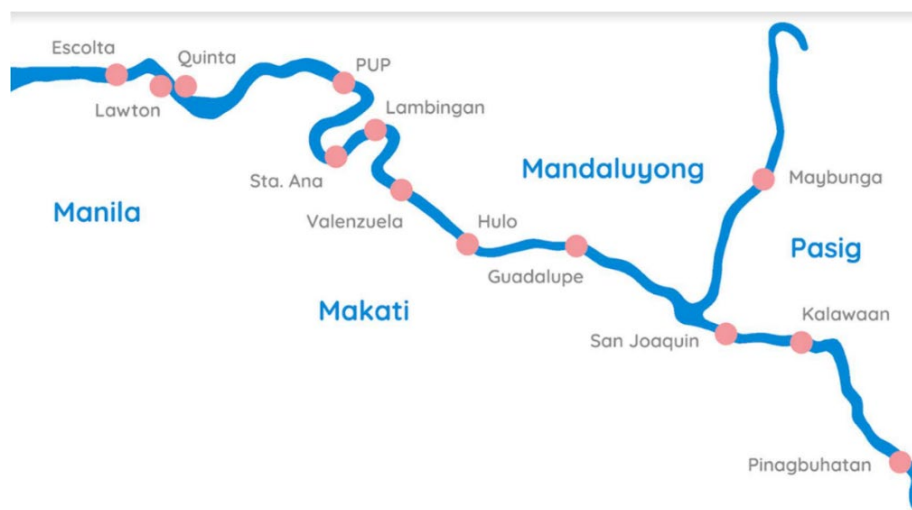 Escolta
Quinta
Lawton
PUP
Lambingan
Sta. Ana
Mandaluyong
Maybunga
Manila
Valenzuela
Hulo
Pasig
Guadalupe
Makati
Kalawaan
San Joaquin
Pinagbuhatan